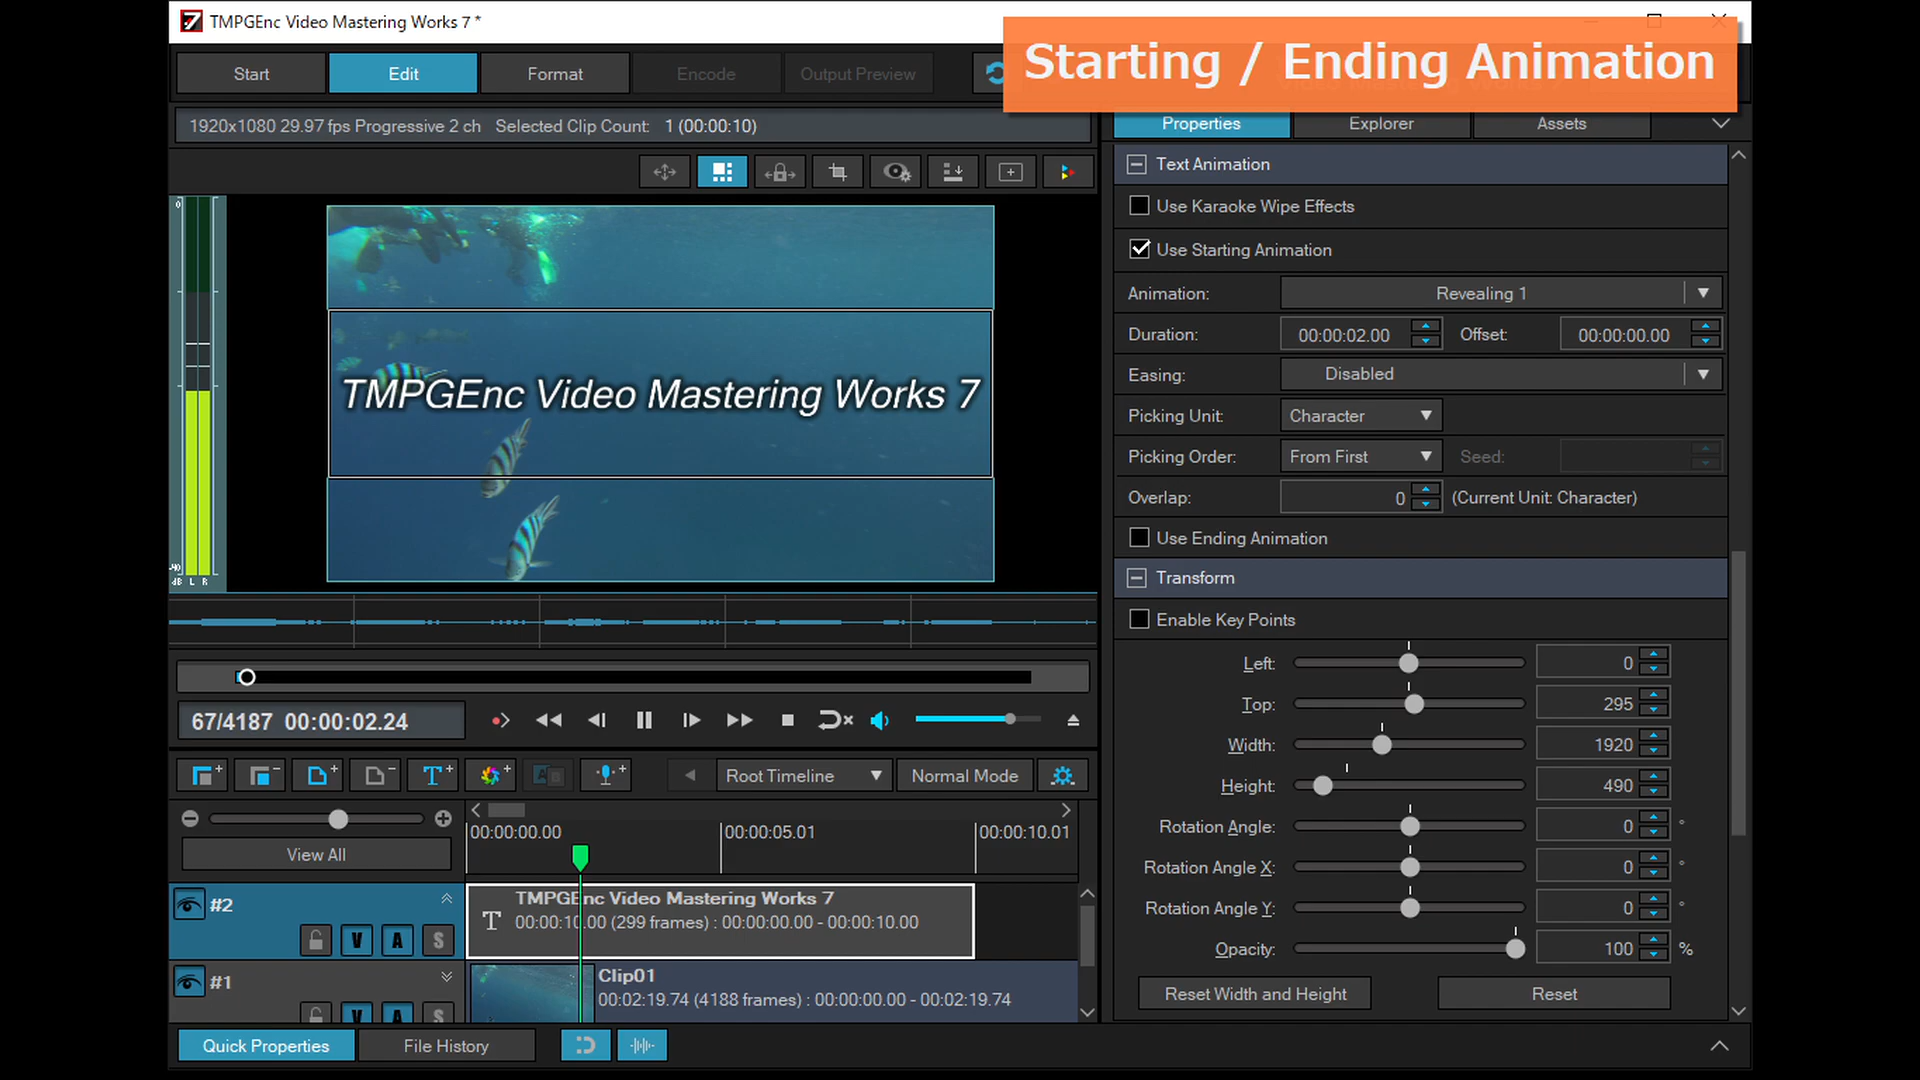 TMPGEnc Video Mastering Works 7 *
Starting / Ending Animation
Start
Edit
Format
Encode
Output Preview
1920x1080 29.97 fps Progressive 2 ch
Selected Clip Count: 1 (00:00:10)
Properties
Explorer
Assets
0
TMPGEnc Video Mastering Works 7
-40
dB L R
Text Animation
Use Karaoke Wipe Effects
Use Starting Animation
Animation: Revealing 1
Duration: 00:00:02.00 Offset: 00:00:00.00
Easing: Disabled
Picking Unit: Character
Picking Order: From First Seed:
Overlap: 0 (Current Unit: Character)
Use Ending Animation
Transform
Enable Key Points
Left: 0
Top: 295
Width: 1920
Height: 490
Rotation Angle: 0 °
Rotation Angle X: 0 °
Rotation Angle Y: 0 °
Opacity: 100 %
Reset Width and Height
Reset
67/4187 00:00:02.24
Root Timeline
Normal Mode
00:00:00.00
00:00:05.01
00:00:10.01
View All
#2
V A S
T
TMPGEnc Video Mastering Works 7
00:00:10.00 (299 frames) : 00:00:00.00 - 00:00:10.00
#1
V A S
Clip01
00:02:19.74 (4188 frames) : 00:00:00.00 - 00:02:19.74
Quick Properties
File History